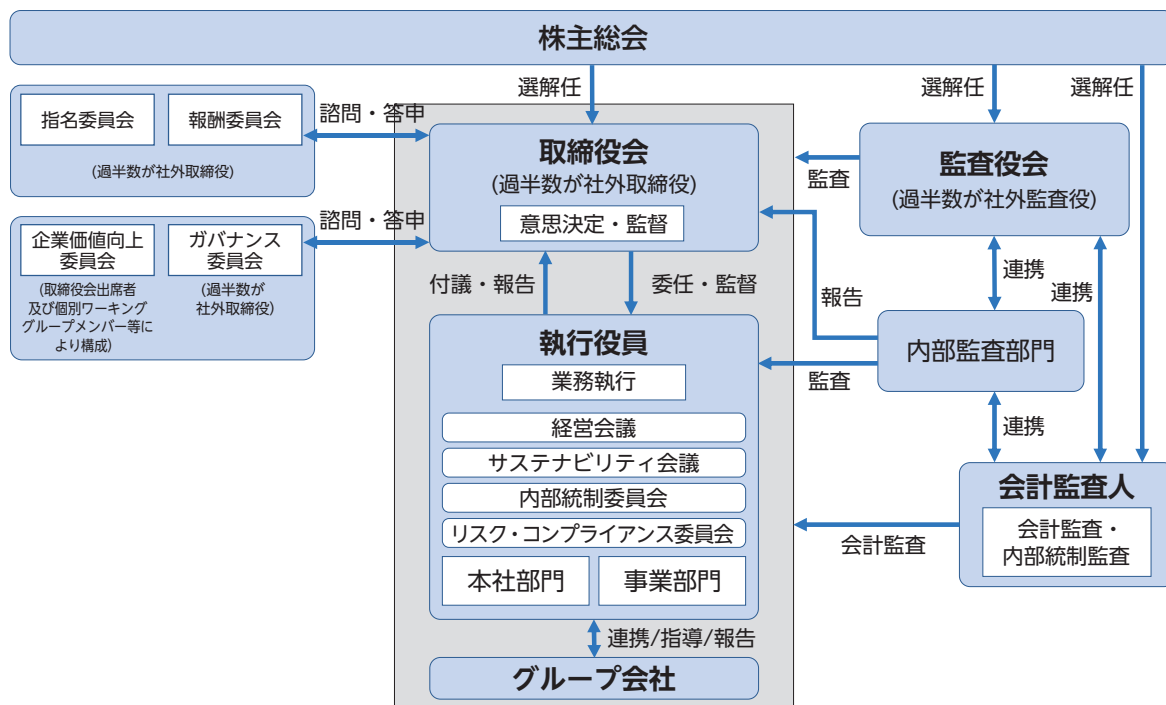 株主総会
選解任
選解任
選解任
指名委員会
報酬委員会
(過半数が社外取締役)
諮問・答申
取締役会
(過半数が社外取締役)
意思決定・監督
監査
監査役会
(過半数が社外監査役)
企業価値向上
委員会
(取締役会出席者
及び個別ワーキング
グループメンバー等に
より構成)
ガバナンス
委員会
(過半数が
社外取締役)
諮問・答申
付議・報告
委任・監督
報告
連携
連携
執行役員
業務執行
経営会議
サステナビリティ会議
内部統制委員会
リスク・コンプライアンス委員会
本社部門
事業部門
監査
内部監査部門
連携
会計監査
会計監査人
会計監査・
内部統制監査
連携/指導/報告
グループ会社